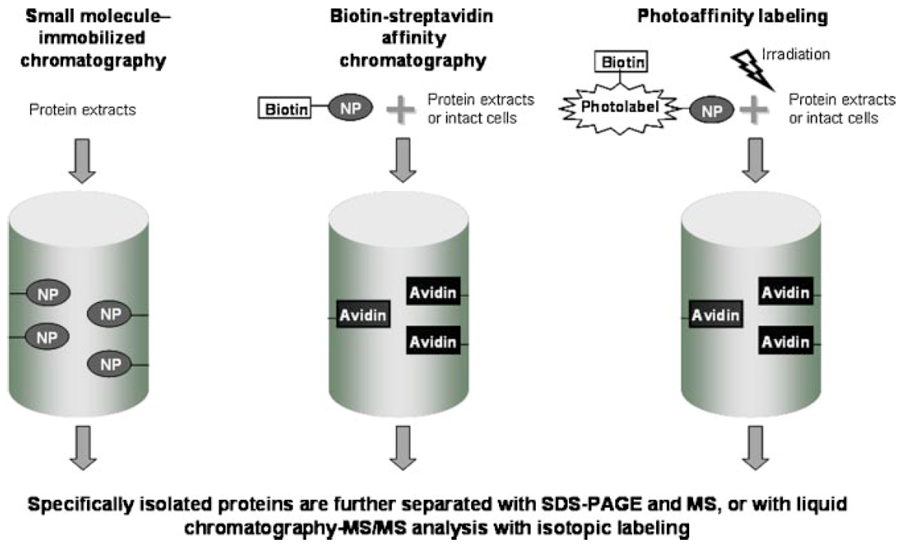 Small molecule–
immobilized
chromatography
Protein extracts
NP
NP
NP
NP
Biotin-streptavidin
affinity
chromatography
Biotin
NP
+
Protein extracts
or intact cells
Avidin
Avidin
Avidin
Photoaffinity labeling
Biotin
Irradiation
Photolabel
NP
+
Protein extracts
or intact cells
Avidin
Avidin
Avidin
Specifically isolated proteins are further separated with SDS-PAGE and MS, or with liquid
chromatography-MS/MS analysis with isotopic labeling